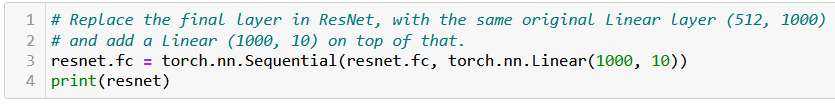 1 # Replace the final layer in ResNet, with the same original Linear layer (512, 1000)
2 # and add a Linear (1000, 10) on top of that.
3 resnet.fc = torch.nn.Sequential(resnet.fc, torch.nn.Linear(1000, 10))
4 print(resnet)